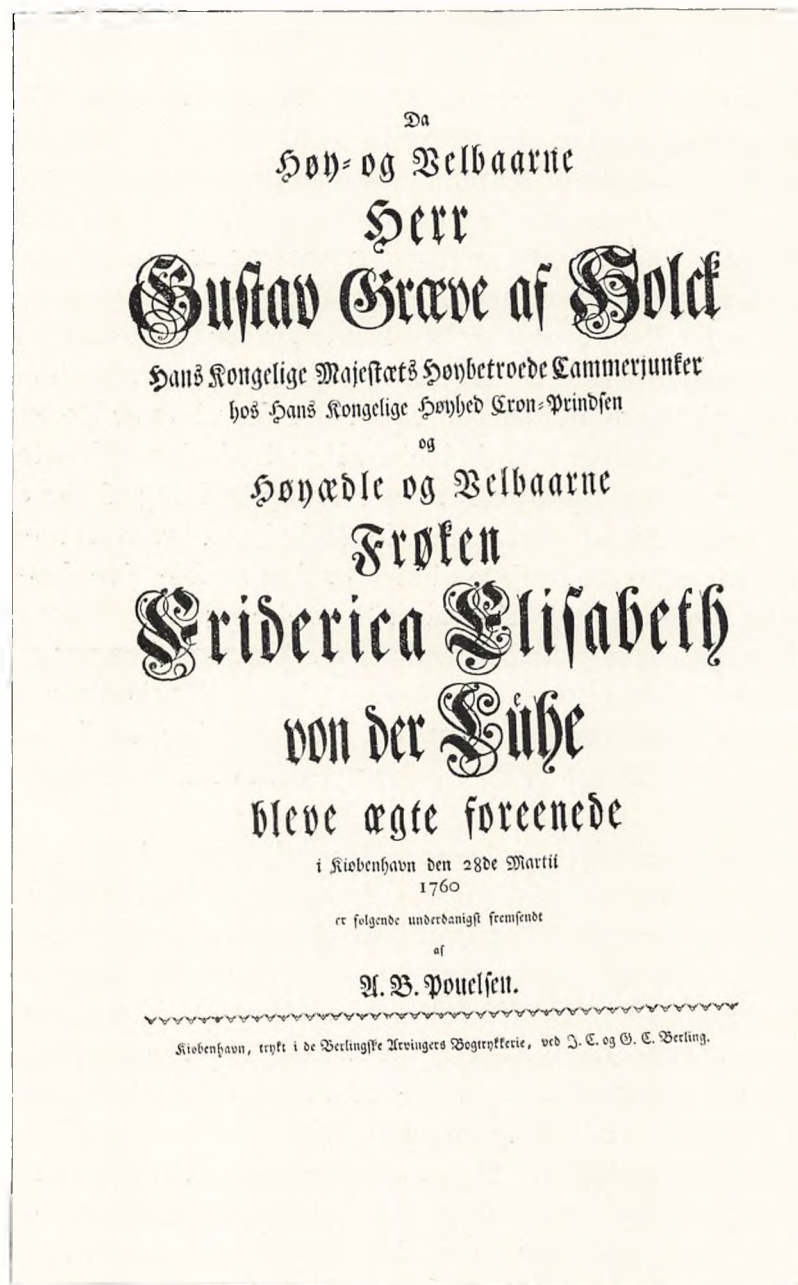 Da
Høy- og Velbaarne
Herr
Gustav Græve af Holck
Hans Kongelige Majestæts Høybetroede Cammerjunker
hos Hans Kongelige Høyhed Cron-Prindsen
og
Høyædle og Velbaarne
Frøken
Friderica Elisabeth
von der Lühe
bleve ægte foreenede
i Kiøbenhavn den 28de Martii
1760
er følgende underdanigst fremsendt
af
A. B. Pouelsen.
Kiøbenhavn, trykt i de Berlingske Arvingers Bogtrykkerie, ved J. C. og G. C. Berling.